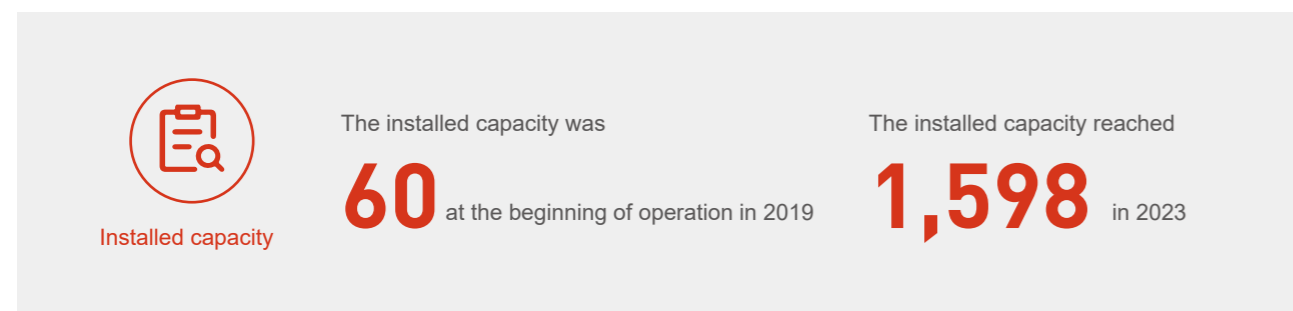 Installed capacity
The installed capacity was
60 at the beginning of operation in 2019
The installed capacity reached
1,598 in 2023